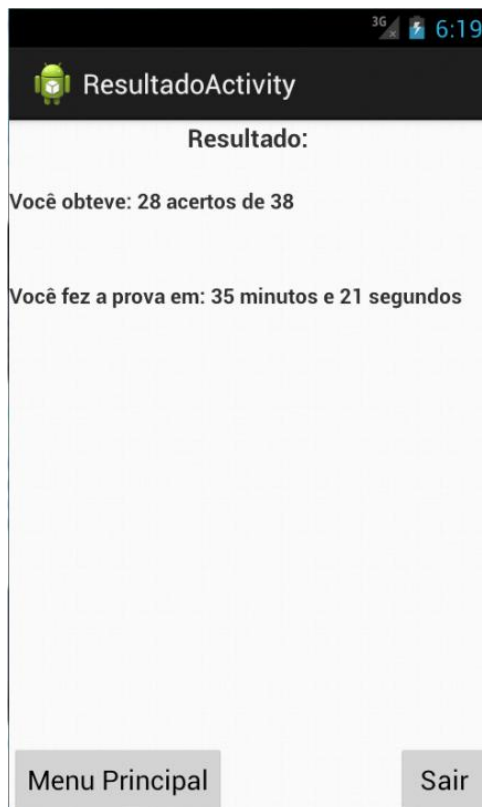 3G 6:19
ResultadoActivity
Resultado:
Você obteve: 28 acertos de 38
Você fez a prova em: 35 minutos e 21 segundos
Menu Principal Sair